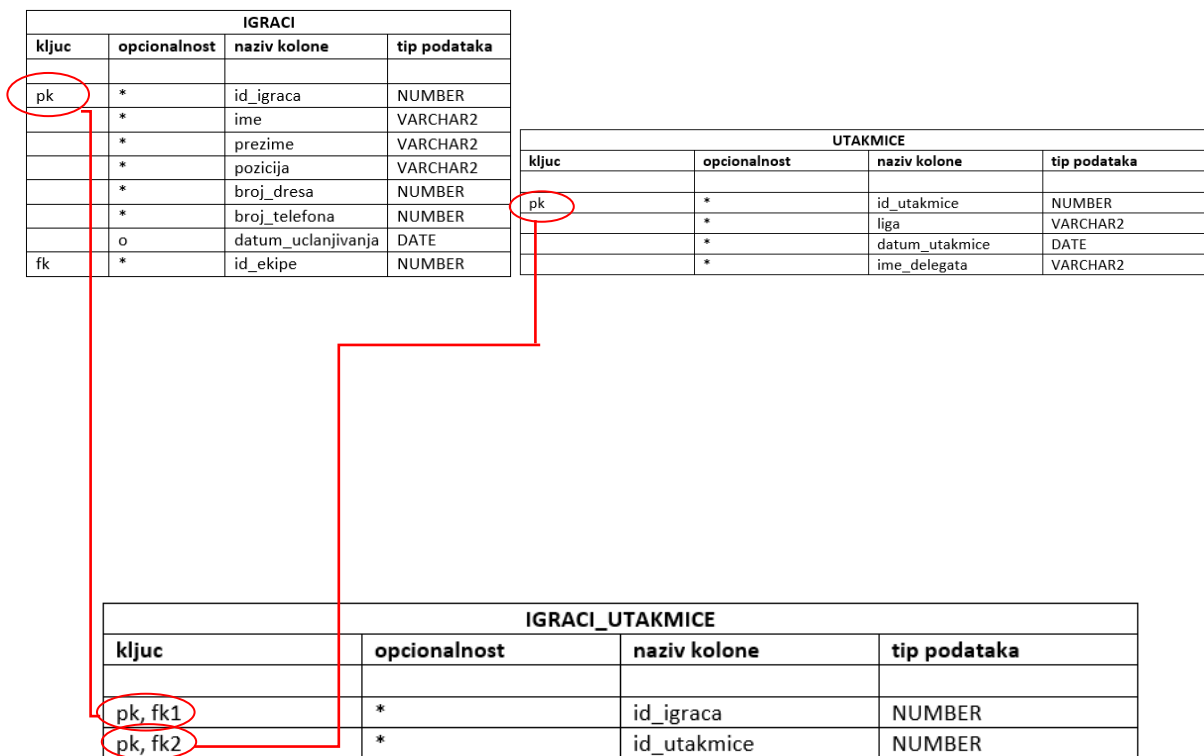 IGRACI
kljuc opcionalnost naziv kolone tip podataka
pk * id_igraca NUMBER
* ime VARCHAR2
* prezime VARCHAR2
* pozicija VARCHAR2
* broj_dresa NUMBER
* broj_telefona NUMBER
o datum_uclanjivanja DATE
fk * id_ekipe NUMBER
UTAKMICE
kljuc opcionalnost naziv kolone tip podataka
pk * id_utakmice NUMBER
* liga VARCHAR2
* datum_utakmice DATE
* ime_delegata VARCHAR2
IGRACI_UTAKMICE
kljuc opcionalnost naziv kolone tip podataka
pk, fk1 * id_igraca NUMBER
pk, fk2 * id_utakmice NUMBER